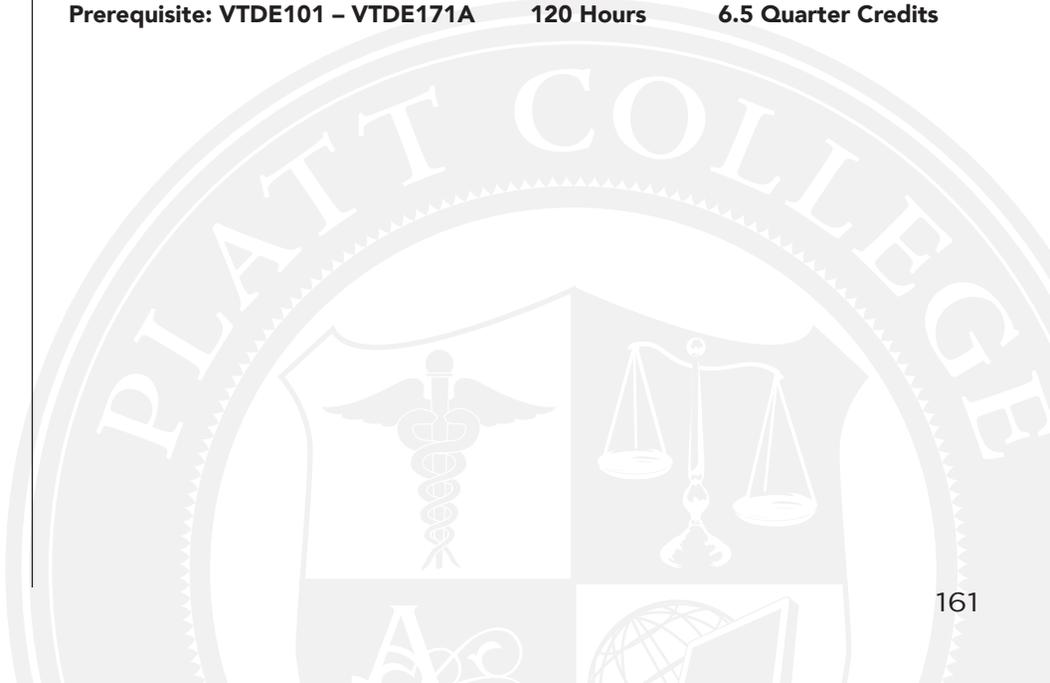 Prerequisite: VTDE101 – VTDE171A 120 Hours 6.5 Quarter Credits
PLATT COLLEGE
A
161